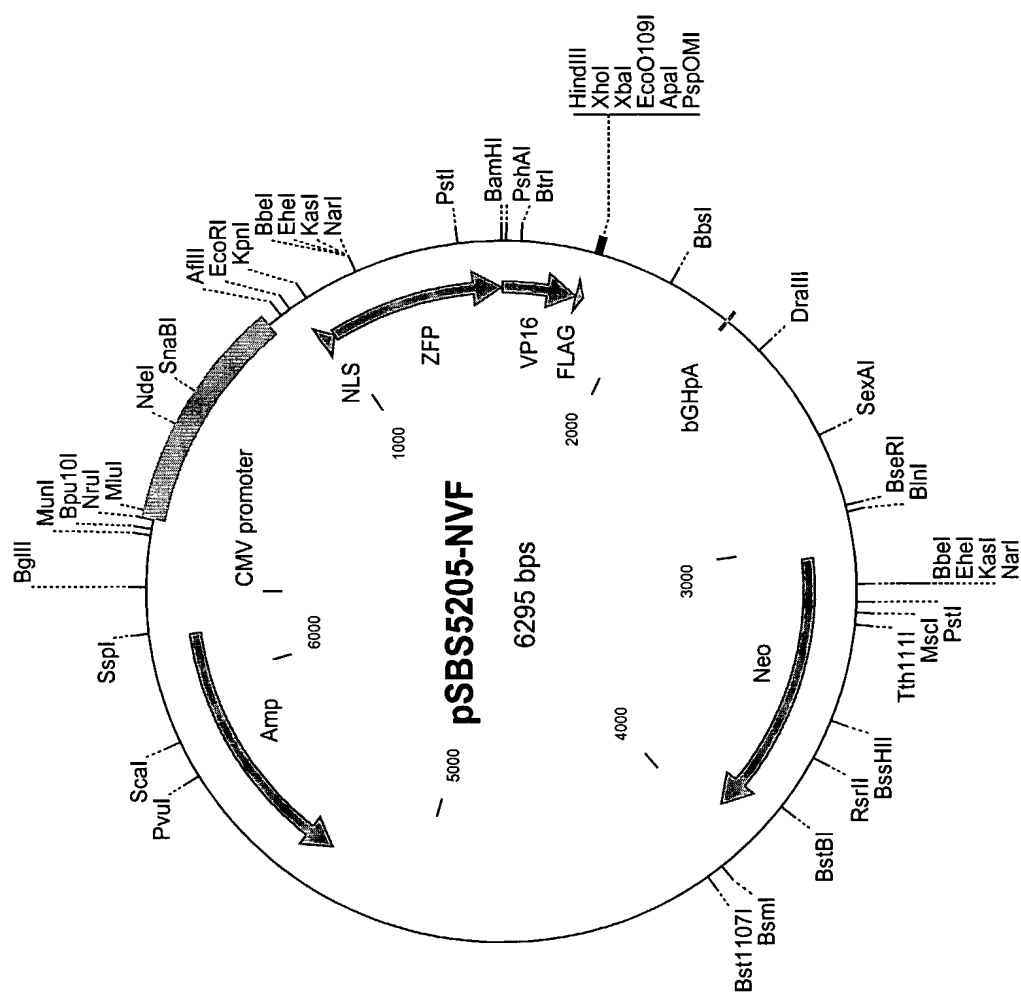 pSBS5205-NVF
6295 bps
1000
2000
3000
4000
5000
6000
CMV promoter
NLS
ZFP
VP16
FLAG
bGHpA
Neo
Amp
BglII
MunI
Bpu10I
NruI
MluI
NdeI
SnaBI
AflII
EcoRI
KpnI
BbeI
EheI
KasI
NarI
PstI
BamHI
PshAI
BtrI
HindIII
XhoI
XbaI
EcoO109I
ApaI
PspOMI
BbsI
DraIII
SexAI
BseRI
BlnI
BbeI
EheI
KasI
NarI
PstI
MscI
Tth111I
BssHII
RsrII
BstBI
BsmI
Bst1107I
PvuI
ScaI
SspI